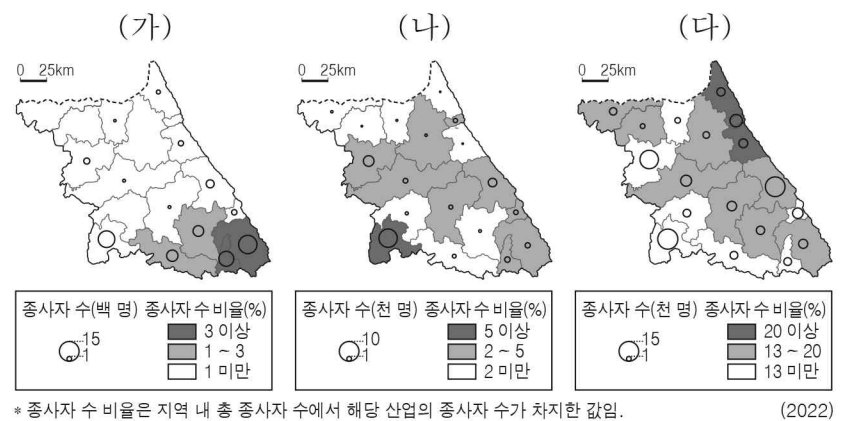 (가) (나) (다)
0 25km 0 25km 0 25km
종사자 수(백 명) 종사자 수 비율(%) 종사자 수(천 명) 종사자 수 비율(%) 종사자 수(천 명) 종사자 수 비율(%)
15 3 이상 10 5 이상 15 20 이상
1 1 ~ 3 1 2 ~ 5 1 13 ~ 20
1 미만 2 미만 13 미만
* 종사자 수 비율은 지역 내 총 종사자 수에서 해당 산업의 종사자 수가 차지한 값임. (2022)